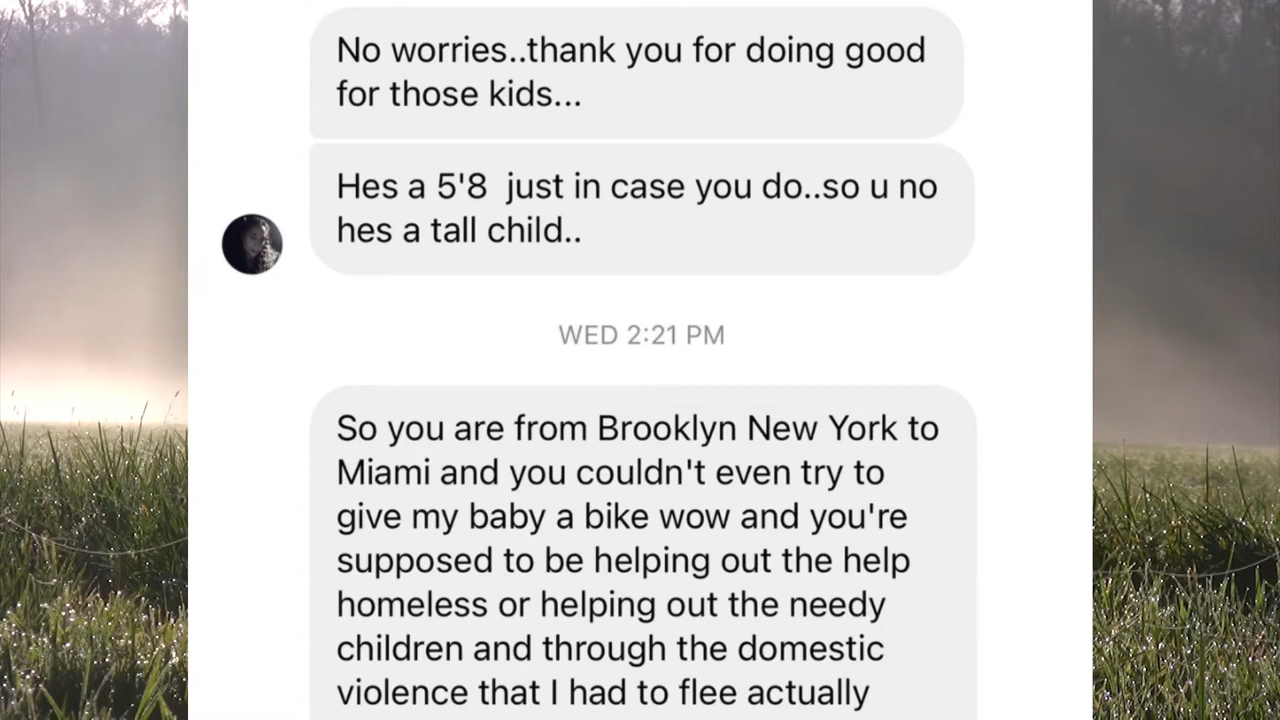 No worries..thank you for doing good
for those kids...
Hes a 5'8  just in case you do..so u no
hes a tall child..
WED 2:21 PM
So you are from Brooklyn New York to
Miami and you couldn't even try to
give my baby a bike wow and you're
supposed to be helping out the help
homeless or helping out the needy
children and through the domestic
violence that I had to flee actually